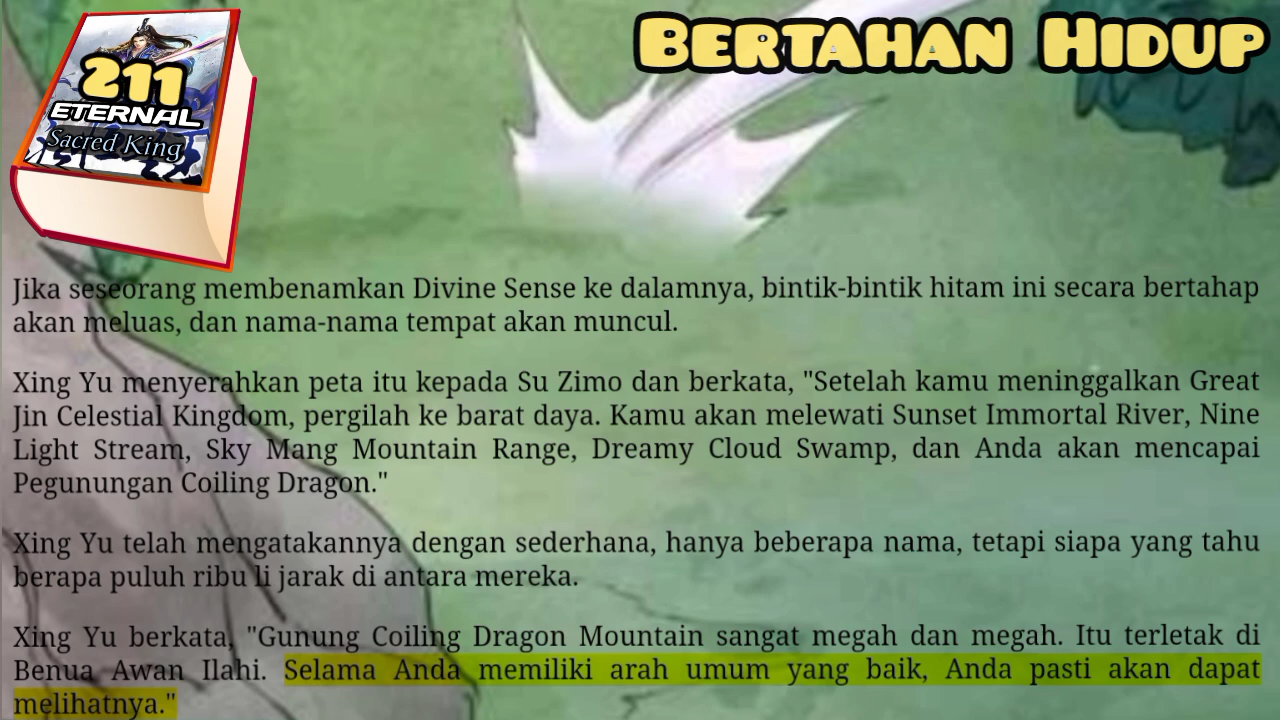 BERTAHAN HIDUP
211
ETERNAL
Sacred King
Jika seseorang membenamkan Divine Sense ke dalamnya, bintik-bintik hitam ini secara bertahap
akan meluas, dan nama-nama tempat akan muncul.
Xing Yu menyerahkan peta itu kepada Su Zimo dan berkata, "Setelah kamu meninggalkan Great
Jin Celestial Kingdom, pergilah ke barat daya. Kamu akan melewati Sunset Immortal River, Nine
Light Stream, Sky Mang Mountain Range, Dreamy Cloud Swamp, dan Anda akan mencapai
Pegunungan Coiling Dragon."
Xing Yu telah mengatakannya dengan sederhana, hanya beberapa nama, tetapi siapa yang tahu
berapa puluh ribu li jarak di antara mereka.
Xing Yu berkata, "Gunung Coiling Dragon Mountain sangat megah dan megah. Itu terletak di
Benua Awan Ilahi. Selama Anda memiliki arah umum yang baik, Anda pasti akan dapat
melihatnya."